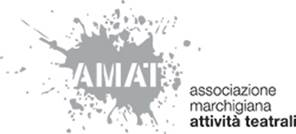 AMAT
associazione
marchigiana
attività teatrali